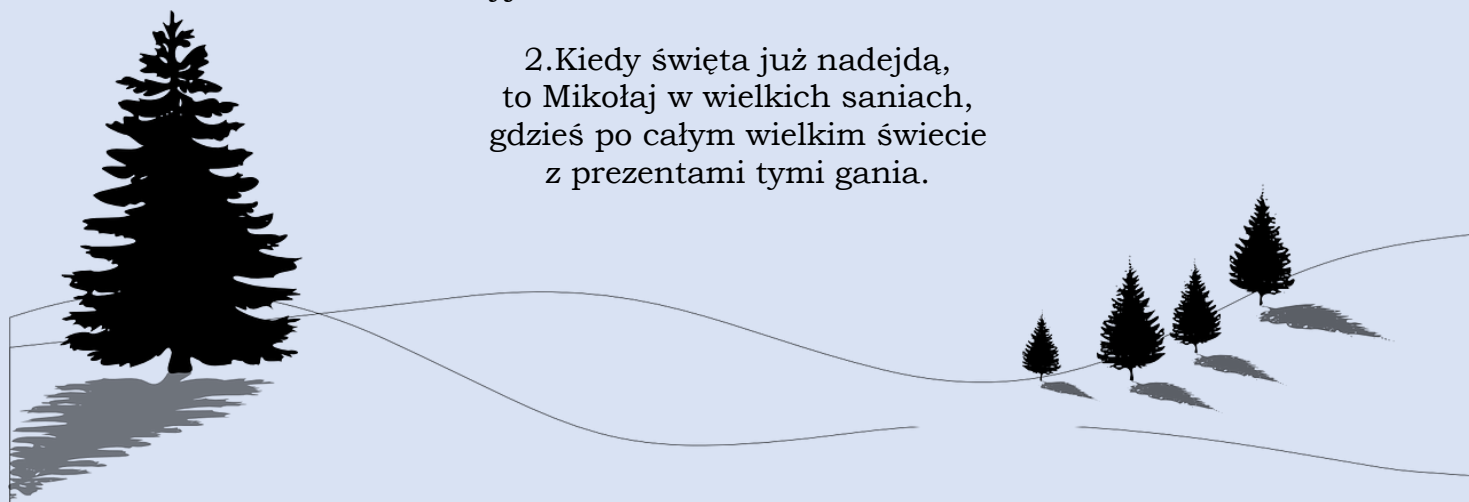 2.Kiedy święta już nadejdą,
to Mikołaj w wielkich saniach,
gdzieś po całym wielkim świecie
z prezentami tymi gania.